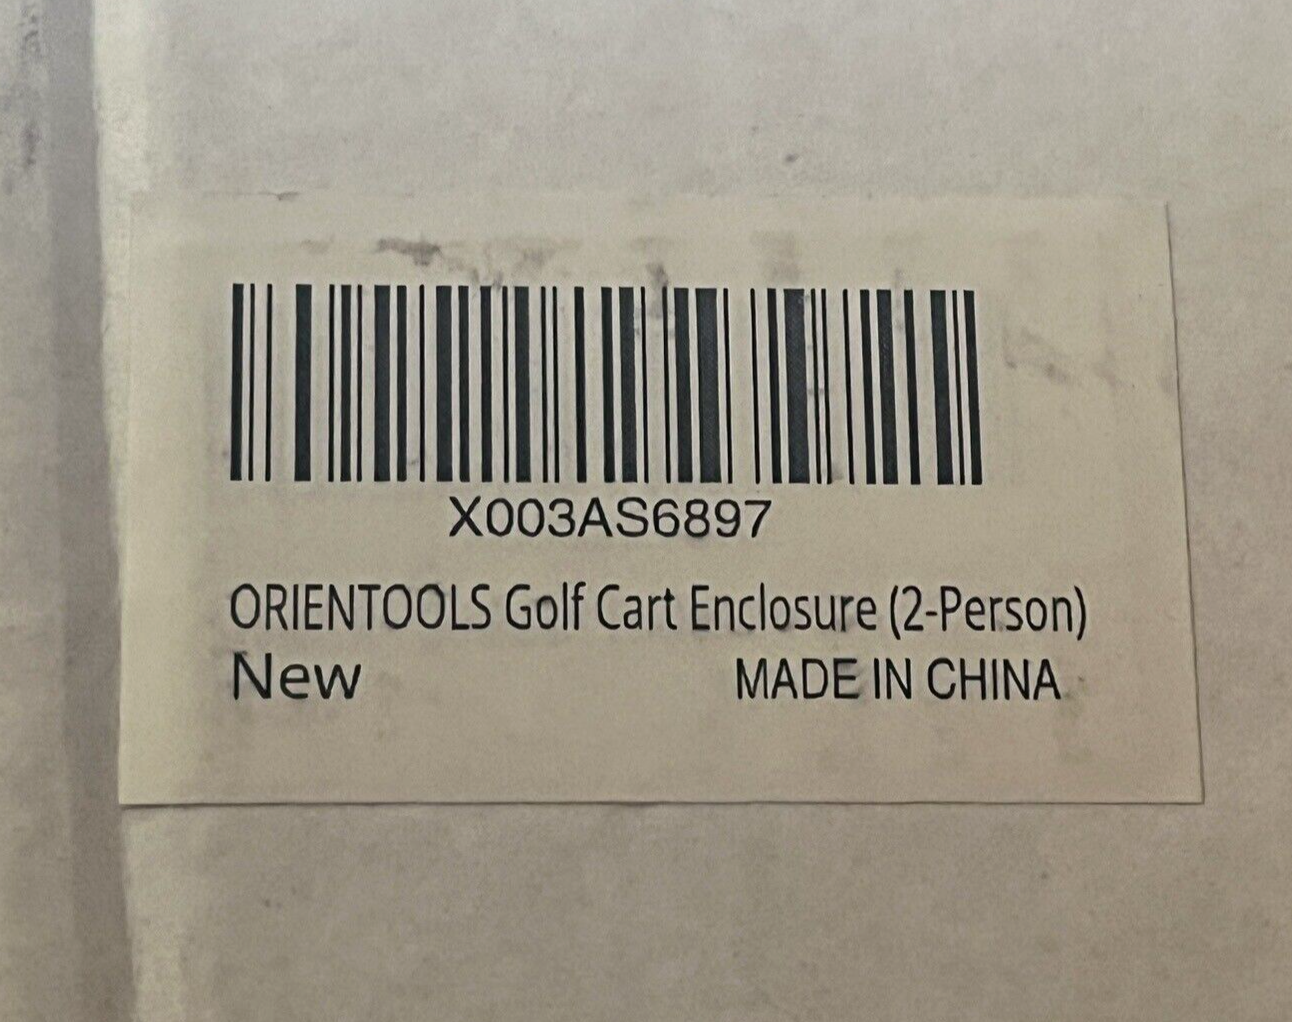 X003AS6897
ORIENTOOLS Golf Cart Enclosure (2-Person)
New MADE IN CHINA